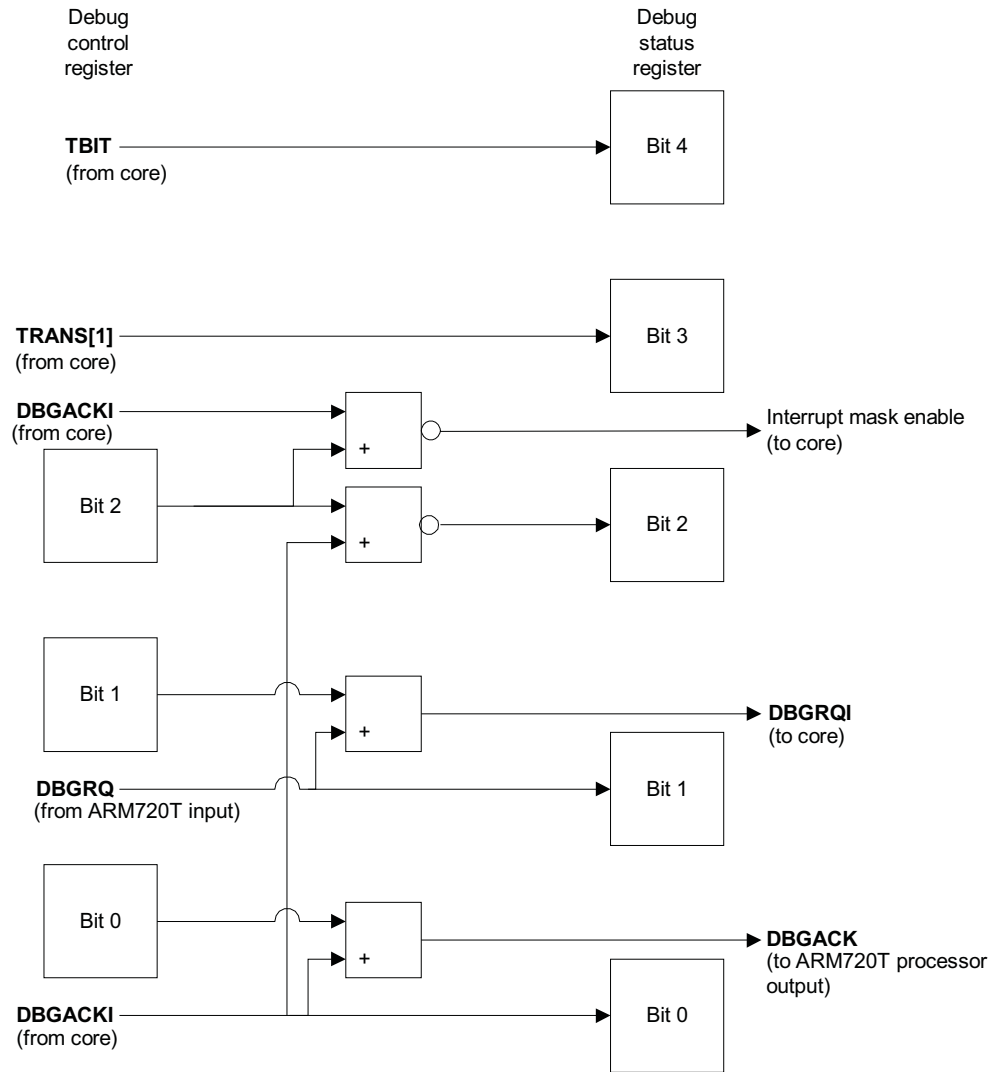 Debug
control
register
Debug
status
register
TBIT
(from core)
Bit 4
TRANS[1]
(from core)
Bit 3
DBGACKI
(from core)
+
Interrupt mask enable
(to core)
Bit 2
+
Bit 2
Bit 1
+
DBGRQI
(to core)
DBGRQ
(from ARM720T input)
Bit 1
Bit 0
+
DBGACK
(to ARM720T processor
output)
DBGACKI
(from core)
Bit 0